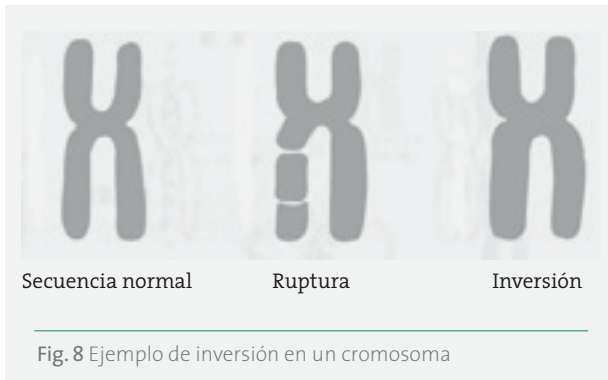 Secuencia normal Ruptura Inversión
Fig. 8 Ejemplo de inversión en un cromosoma